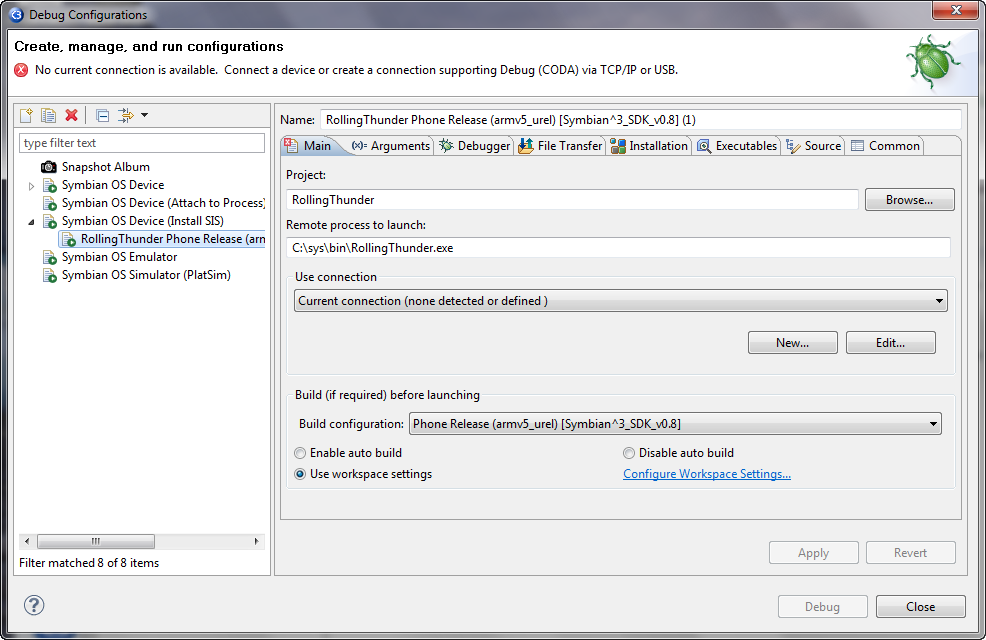 Debug Configurations
Create, manage, and run configurations
No current connection is available.  Connect a device or create a connection supporting Debug (CODA) via TCP/IP or USB.
type filter text
Snapshot Album
Symbian OS Device
Symbian OS Device (Attach to Process)
Symbian OS Device (Install SIS)
RollingThunder Phone Release (arm
Symbian OS Emulator
Symbian OS Simulator (PlatSim)
Filter matched 8 of 8 items
Name: RollingThunder Phone Release (armv5_urel) [Symbian^3_SDK_v0.8] (1)
Main (x)= Arguments Debugger File Transfer Installation Executables Source Common
Project:
RollingThunder Browse...
Remote process to launch:
C:\sys\bin\RollingThunder.exe
Use connection
Current connection (none detected or defined )
New... Edit...
Build (if required) before launching
Build configuration: Phone Release (armv5_urel) [Symbian^3_SDK_v0.8]
Enable auto build Disable auto build
Use workspace settings Configure Workspace Settings...
Apply Revert
? Debug Close